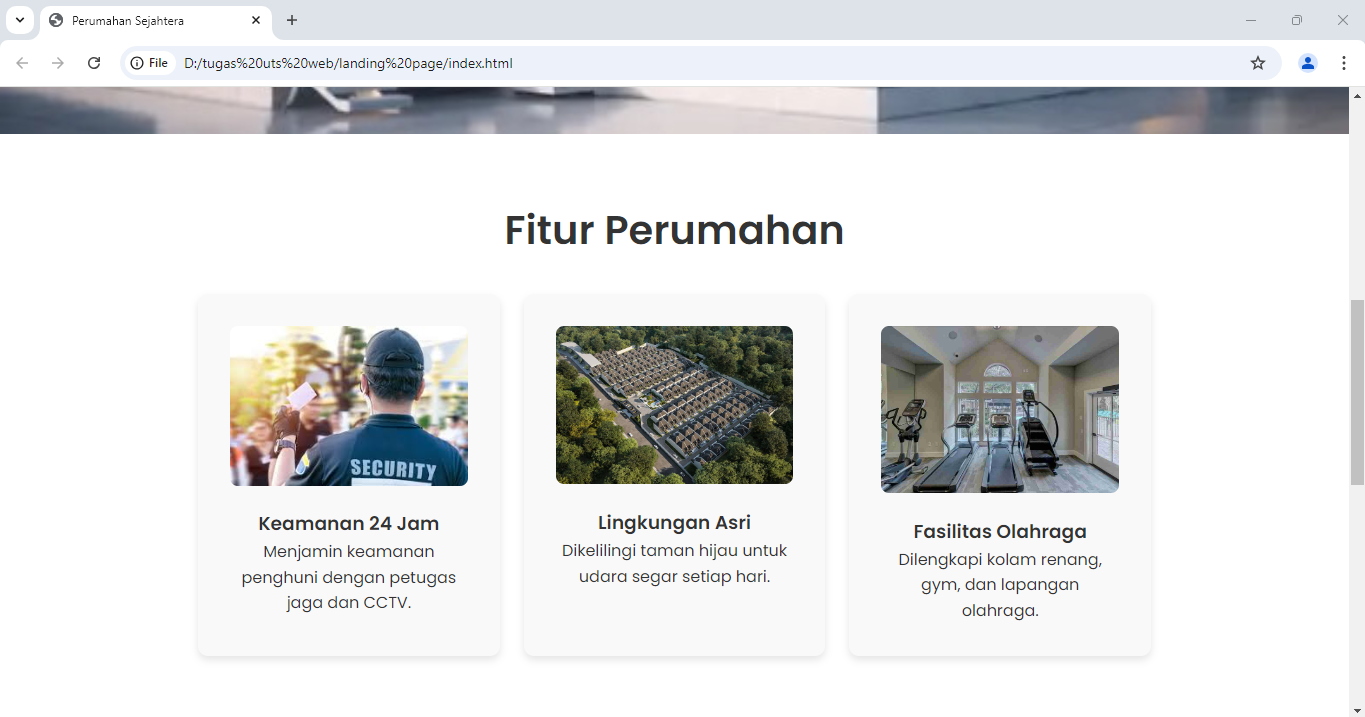 Perumahan Sejahtera
File
D:/tugas%20uts%20web/landing%20page/index.html
Fitur Perumahan
SECURITY
Keamanan 24 Jam
Menjamin keamanan
penghuni dengan petugas
jaga dan CCTV.
Lingkungan Asri
Dikelilingi taman hijau untuk
udara segar setiap hari.
Fasilitas Olahraga
Dilengkapi kolam renang,
gym, dan lapangan
olahraga.